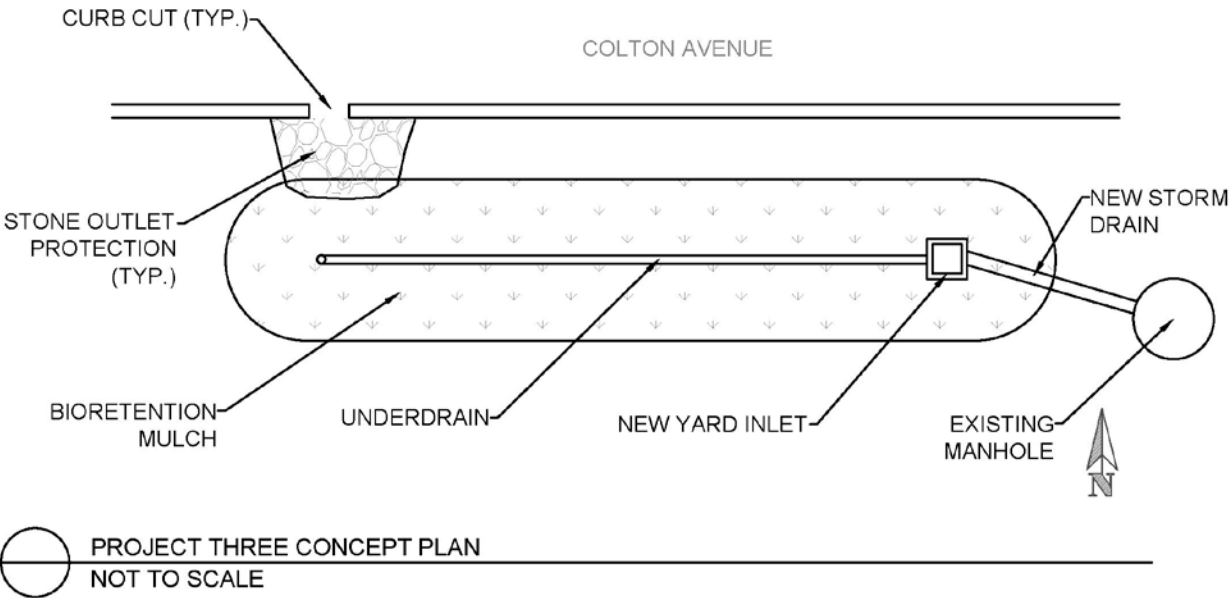 CURB CUT (TYP.)
COLTON AVENUE
STONE OUTLET
PROTECTION
(TYP.)
NEW STORM
DRAIN
BIORETENTION
MULCH
UNDERDRAIN
NEW YARD INLET
EXISTING
MANHOLE
N
PROJECT THREE CONCEPT PLAN
NOT TO SCALE